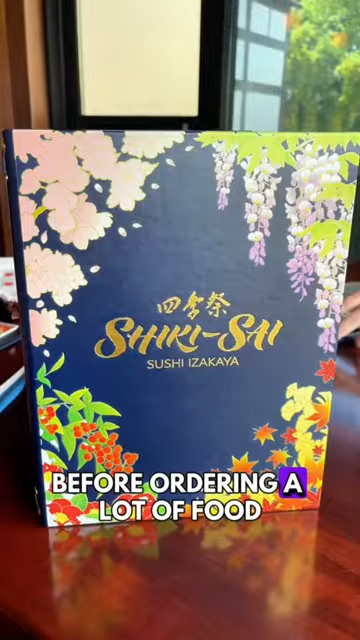 四季祭
SHIKI-SAI
SUSHI IZAKAYA
BEFORE ORDERING A
LOT OF FOOD